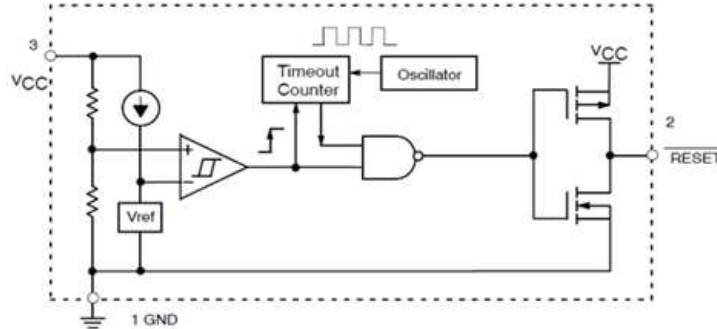 3
VCC
Timeout
Counter
Oscillator
VCC
2
RESET
+
−
Vref
1 GND